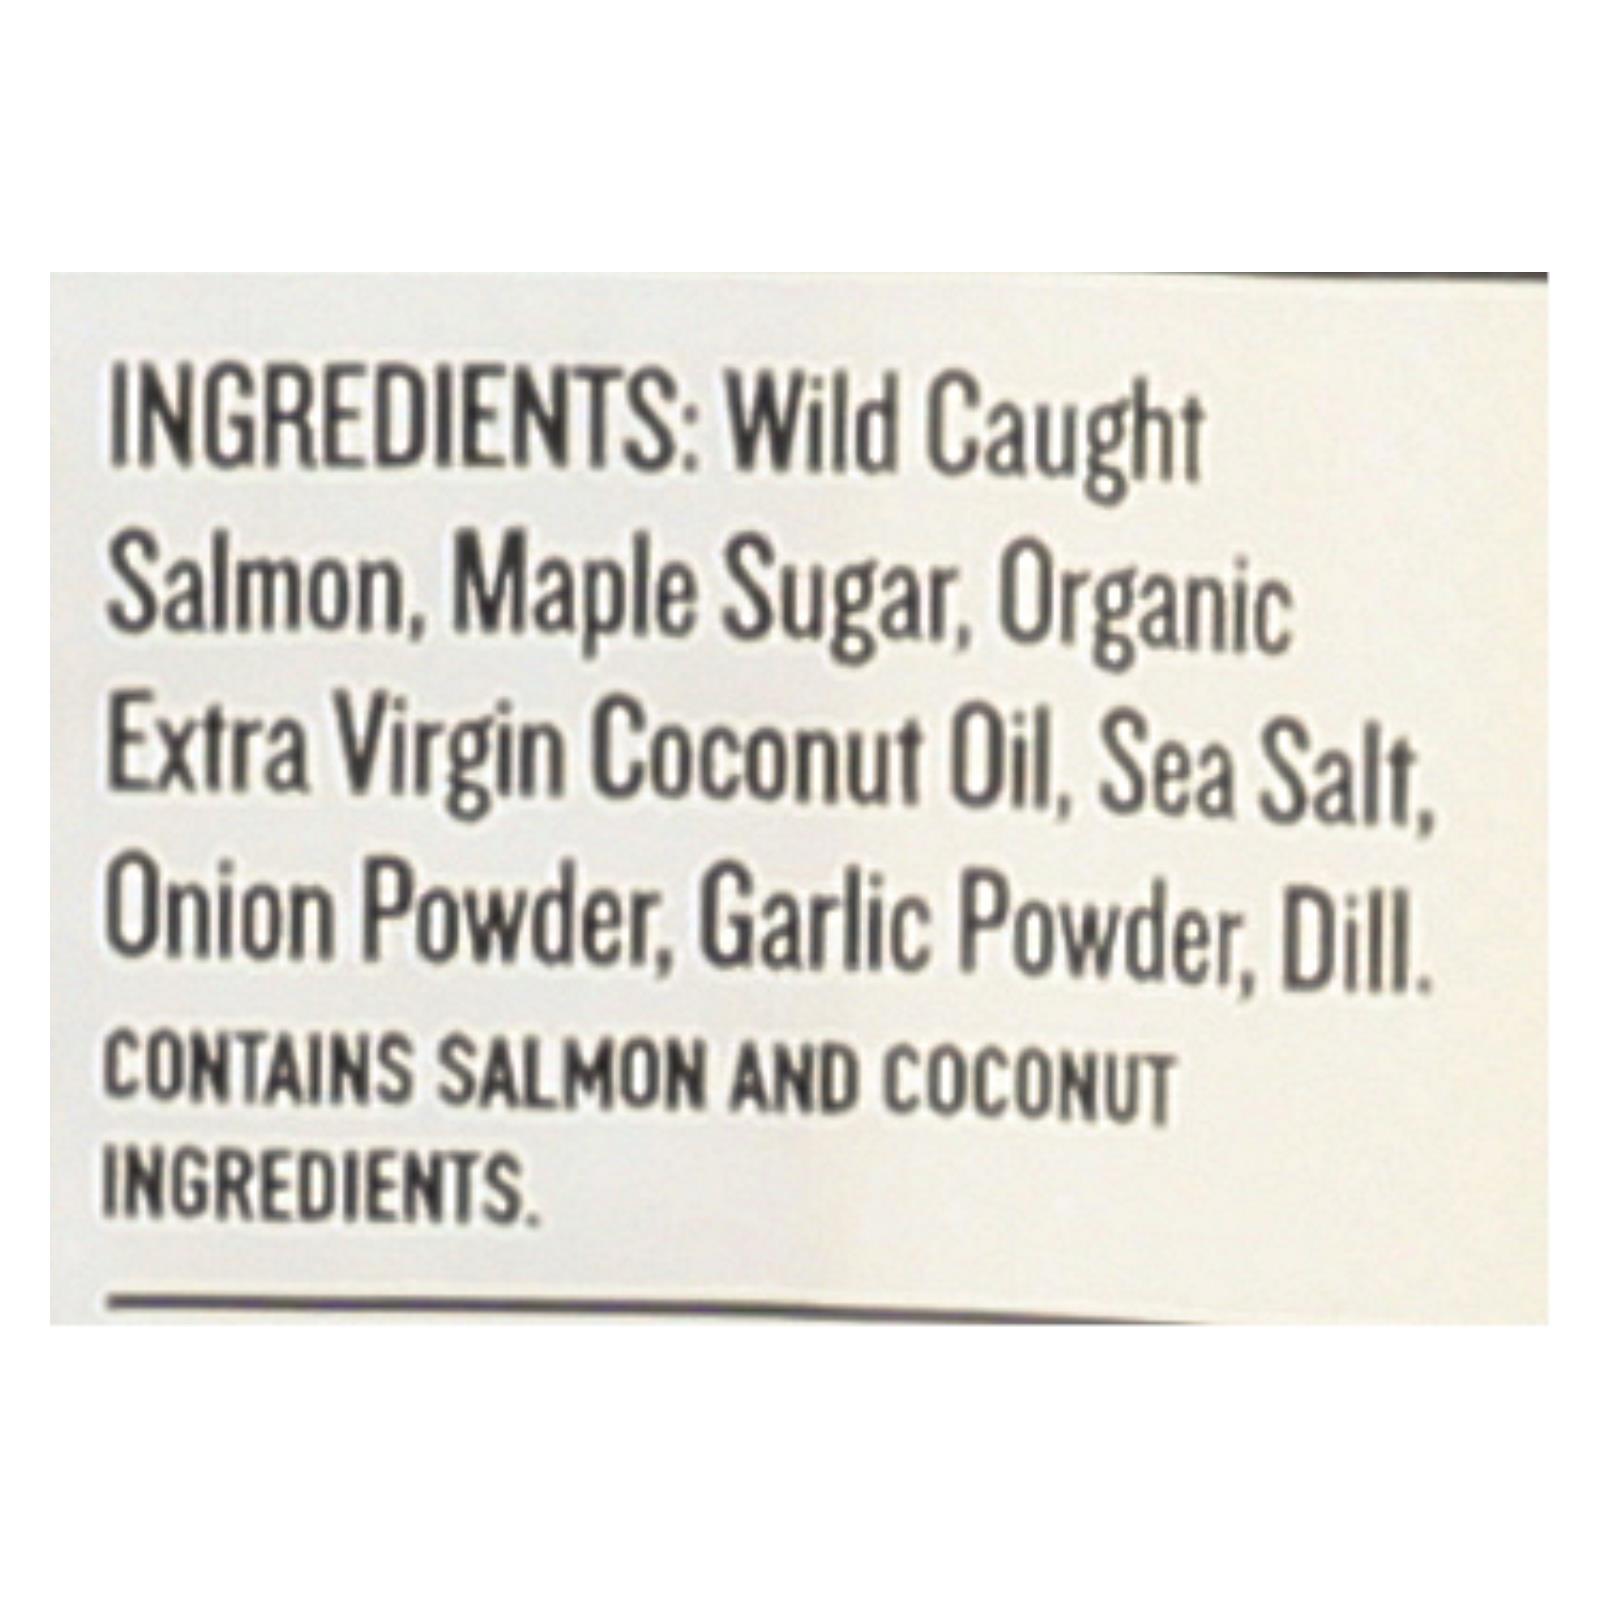 INGREDIENTS: Wild Caught
Salmon, Maple Sugar, Organic
Extra Virgin Coconut Oil, Sea Salt,
Onion Powder, Garlic Powder, Dill.
CONTAINS SALMON AND COCONUT
INGREDIENTS.